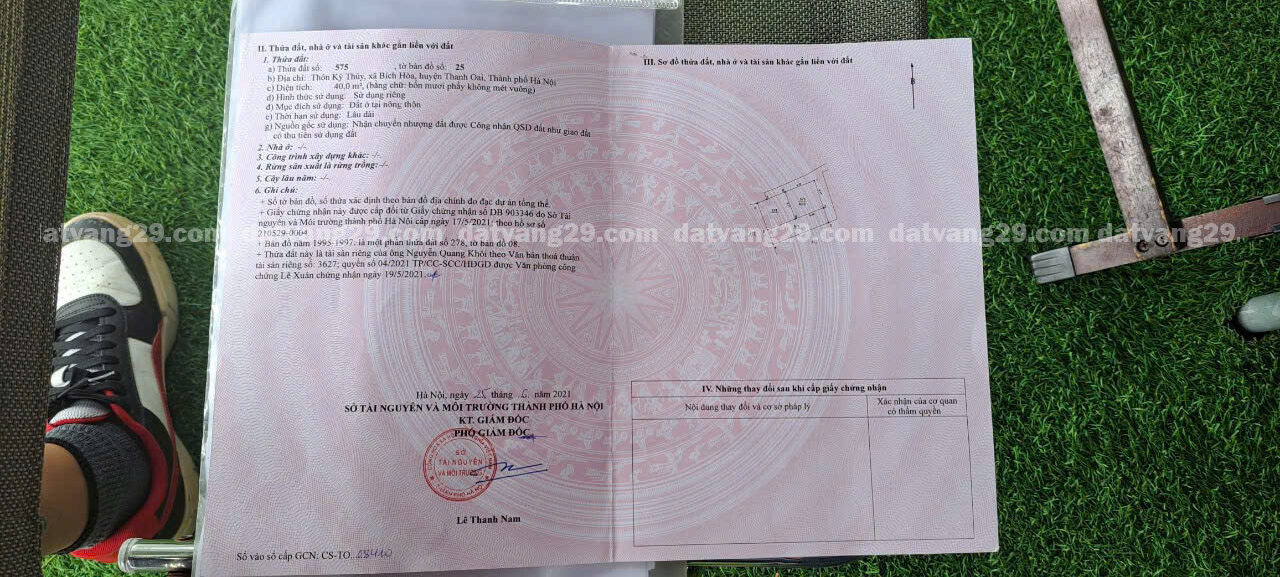 II. Thửa đất, nhà ở và tài sản khác gắn liền với đất
1. Thửa đất:
a) Thửa đất số: 575 , tờ bản đồ số: 25
b) Địa chỉ: Thôn Kỳ Thủy, xã Bích Hòa, huyện Thanh Oai, Thành phố Hà Nội
c) Diện tích: 40,0 m², (bằng chữ: bốn mươi phẩy không mét vuông)
d) Hình thức sử dụng: Sử dụng riêng
đ) Mục đích sử dụng: Đất ở tại nông thôn
e) Thời hạn sử dụng: Lâu dài
g) Nguồn gốc sử dụng: Nhận chuyển nhượng đất được Công nhận QSD đất như giao đất
có thu tiền sử dụng đất
2. Nhà ở: -/-
3. Công trình xây dựng khác: -/-
4. Rừng sản xuất là rừng trồng: -/-
5. Cây lâu năm: -/-
6. Ghi chú:
+ Số tờ bản đồ, số thửa xác định theo bản đồ địa chính đo đạc dự án tổng thể.
+ Giấy chứng nhận này được cấp đổi từ Giấy chứng nhận số DB 903346 do Sở Tài
nguyên và Môi trường thành phố Hà Nội cấp ngày 17/5/2021; theo hồ sơ số
210529-0004
+ Bản đồ năm 1995-1997, là một phần thửa đất số 278, tờ bản đồ 08.
+ Thửa đất này là tài sản riêng của ông Nguyễn Quang Khôi theo Văn bản thoả thuận
tài sản riêng số: 3627; quyển số 04/2021 TP/CC-SCC/HĐGD được Văn phòng công
chứng Lê Xuân chứng nhận ngày 19/5/2021.
Hà Nội, ngày 25 tháng 6 năm 2021
SỞ TÀI NGUYÊN VÀ MÔI TRƯỜNG THÀNH PHỐ HÀ NỘI
KT. GIÁM ĐỐC
PHÓ GIÁM ĐỐC
SỞ
TÀI NGUYÊN
VÀ MÔI TRƯỜNG
Lê Thanh Nam
Số vào sổ cấp GCN: CS-TO
III. Sơ đồ thửa đất, nhà ở và tài sản khác gắn liền với đất
B
IV. Những thay đổi sau khi cấp giấy chứng nhận
Nội dung thay đổi và cơ sở pháp lý
Xác nhận của cơ quan
có thẩm quyền
datvang29.com datvang29.com datvang29.com datvang29.com